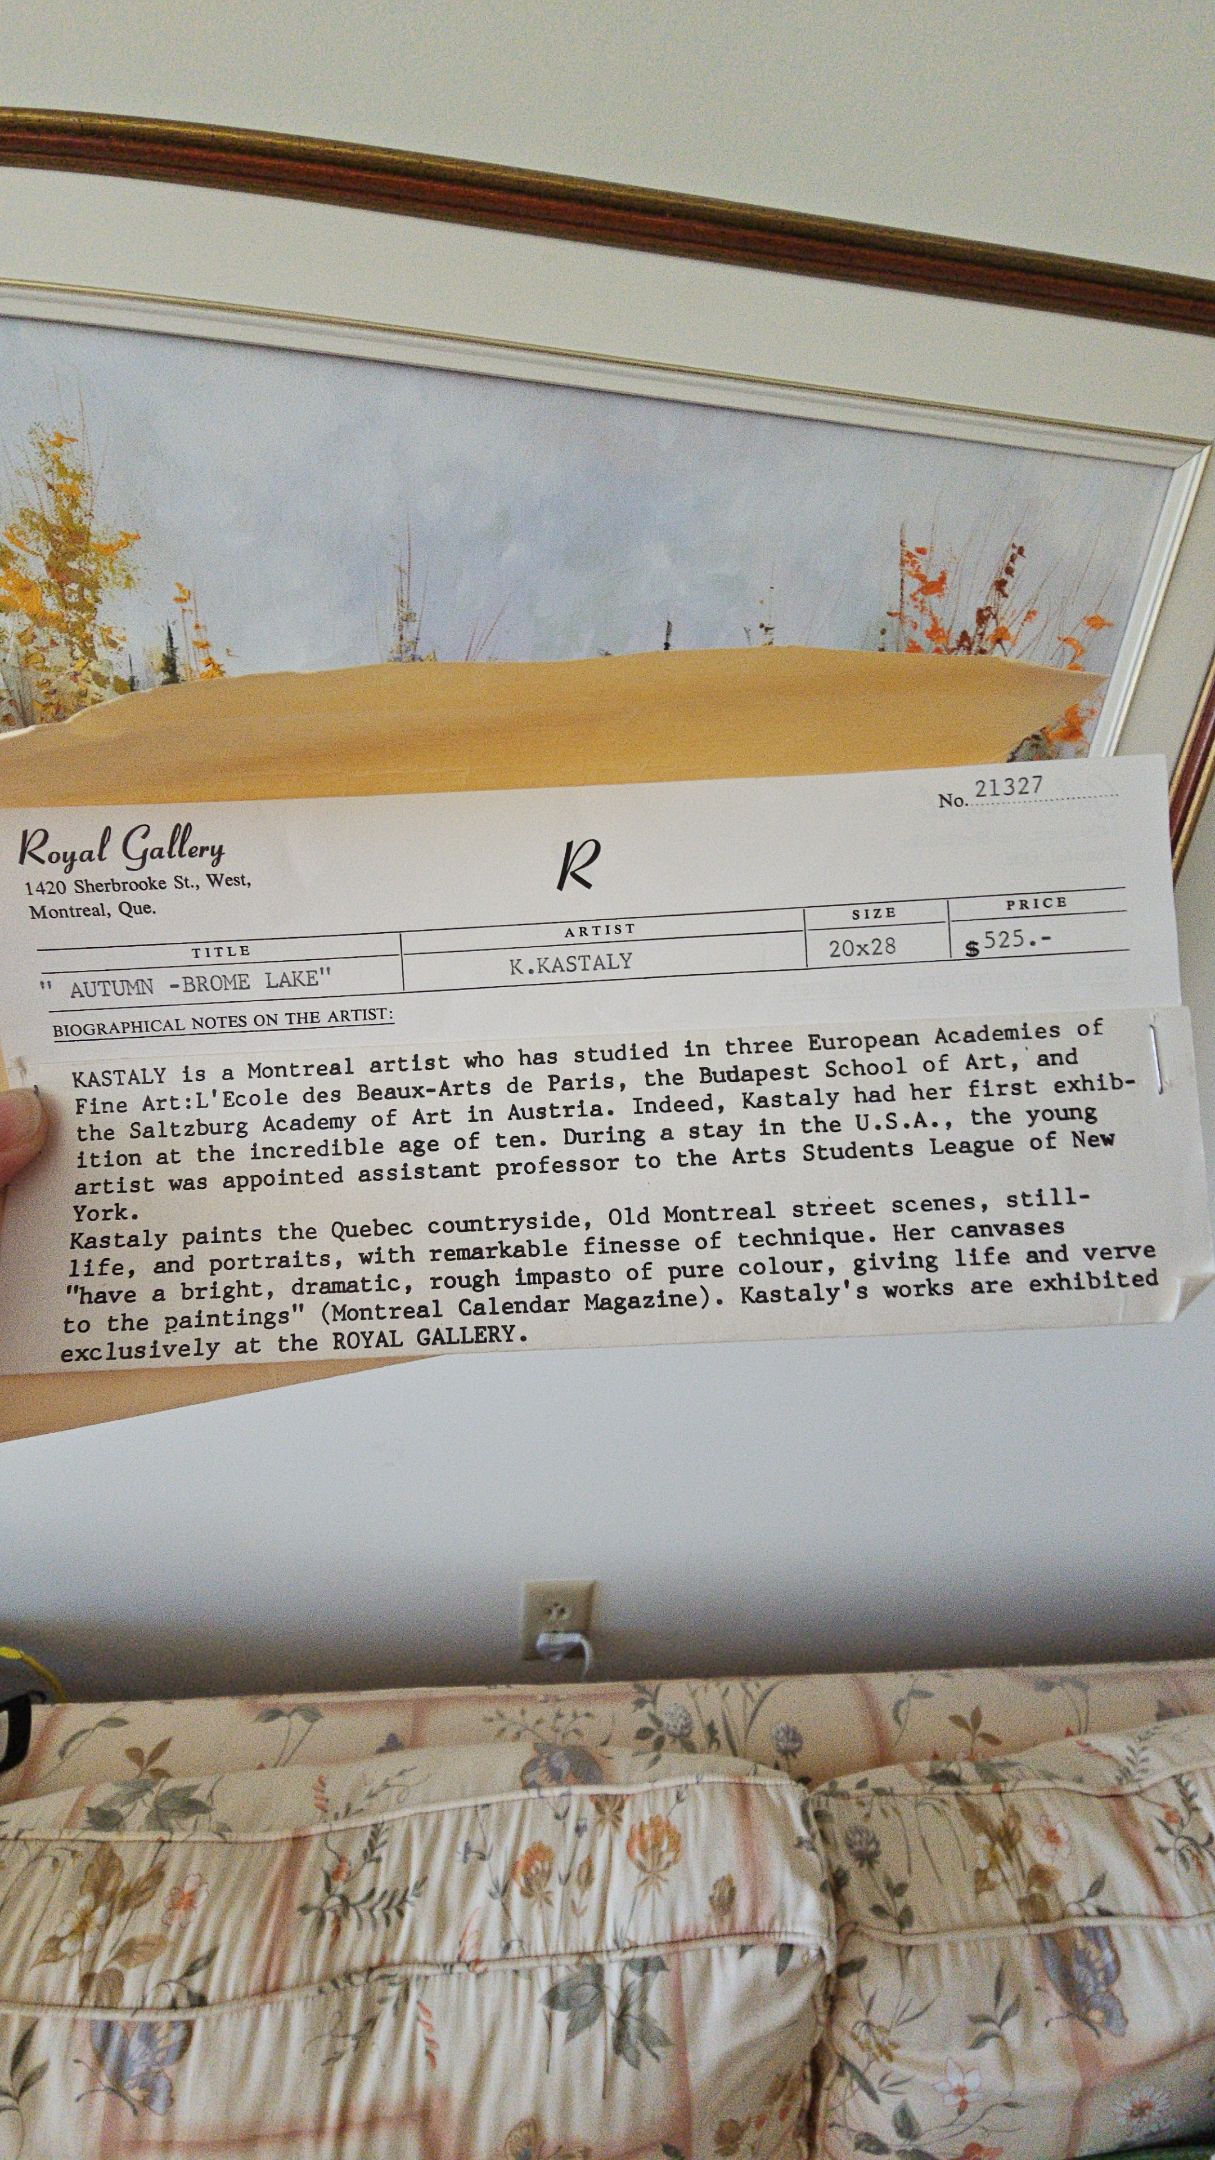 No. 21327
Royal Gallery
1420 Sherbrooke St., West,
Montreal, Que.
R
TITLE ARTIST SIZE PRICE
" AUTUMN -BROME LAKE" K.KASTALY 20x28 $525.-
BIOGRAPHICAL NOTES ON THE ARTIST:
KASTALY is a Montreal artist who has studied in three European Academies of
Fine Art:L'Ecole des Beaux-Arts de Paris, the Budapest School of Art, and
the Saltzburg Academy of Art in Austria. Indeed, Kastaly had her first exhib-
ition at the incredible age of ten. During a stay in the U.S.A., the young
artist was appointed assistant professor to the Arts Students League of New
York.
Kastaly paints the Quebec countryside, Old Montreal street scenes, still-
life, and portraits, with remarkable finesse of technique. Her canvases
"have a bright, dramatic, rough impasto of pure colour, giving life and verve
to the paintings" (Montreal Calendar Magazine). Kastaly's works are exhibited
exclusively at the ROYAL GALLERY.